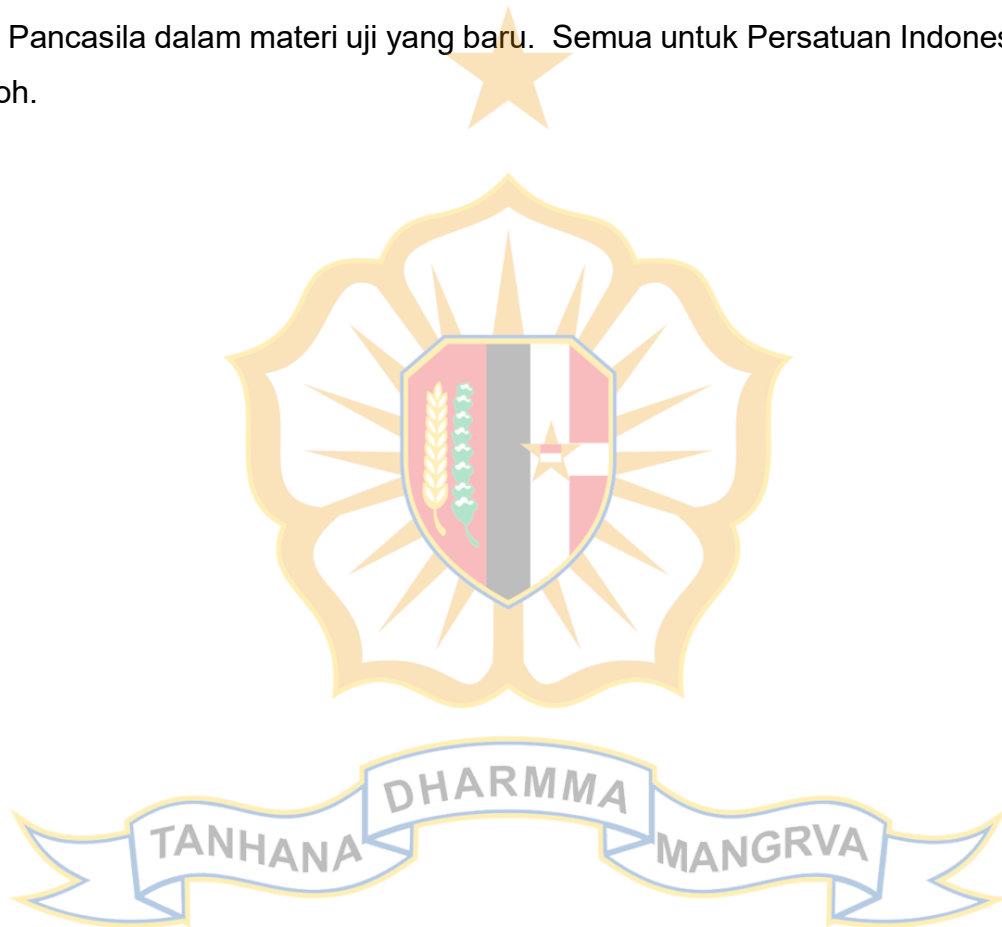 Pancasila dalam materi uji yang baru. Semua untuk Persatuan Indones
oh.
DHARMMA
TANHANA MANGRVA